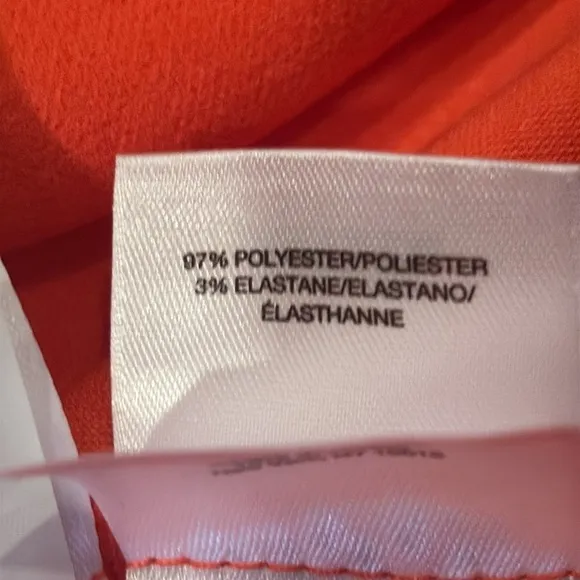 97% POLYESTER/POLIESTER
3% ELASTANE/ELASTANO/
ÉLASTHANNE